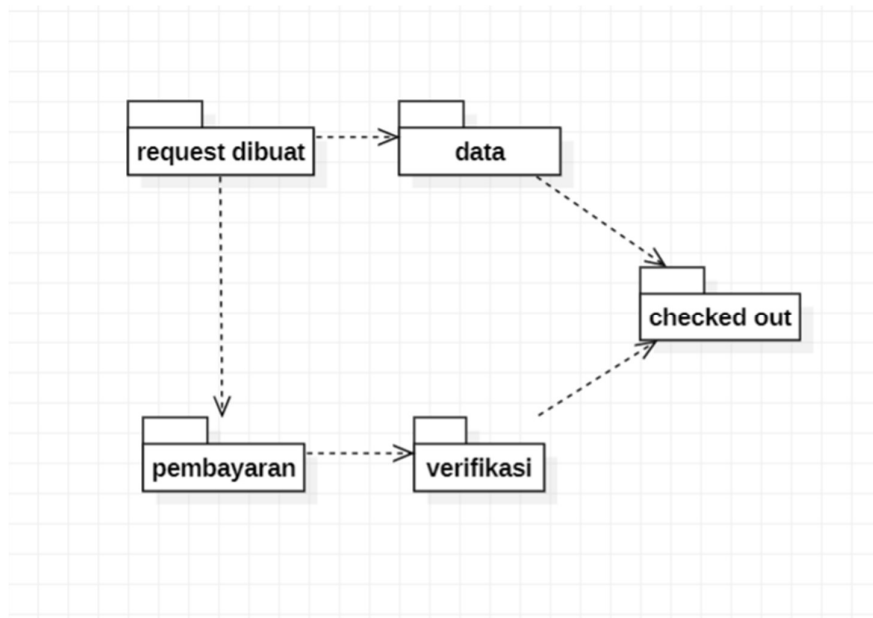 request dibuat
data
checked out
pembayaran
verifikasi